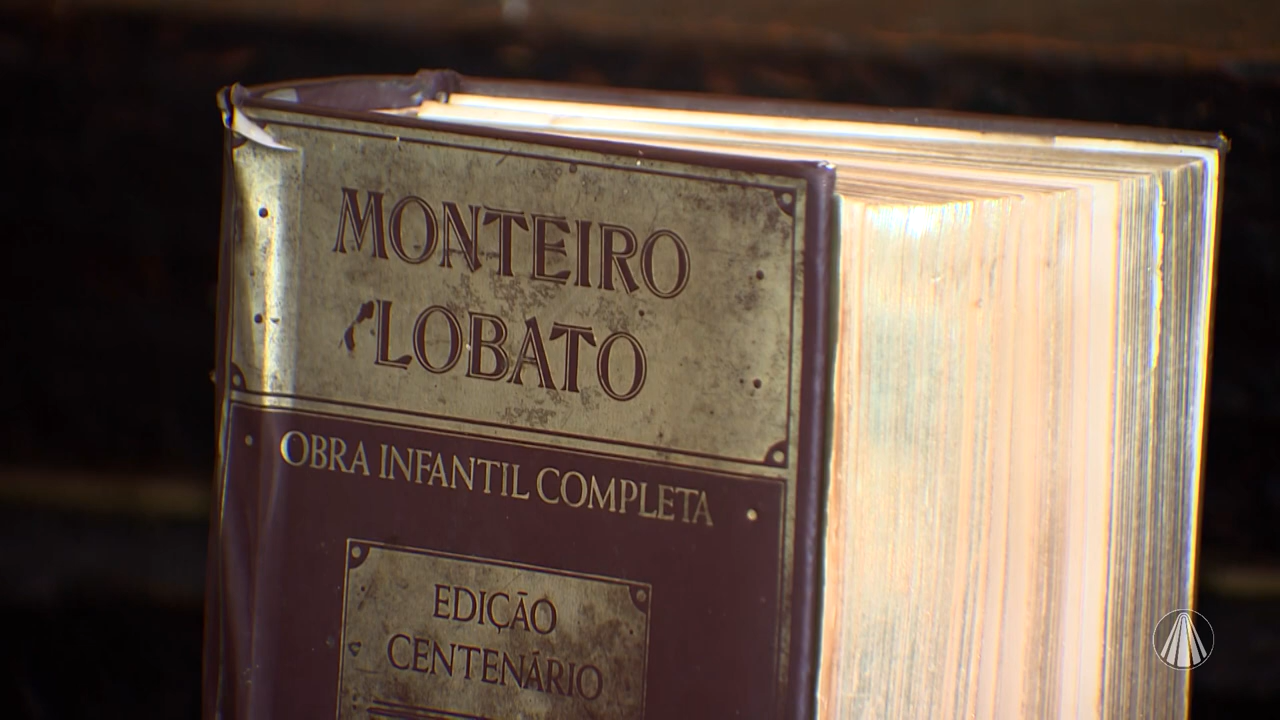 MONTEIRO
LOBATO
OBRA INFANTIL COMPLETA
EDIÇÃO
CENTENÁRIO